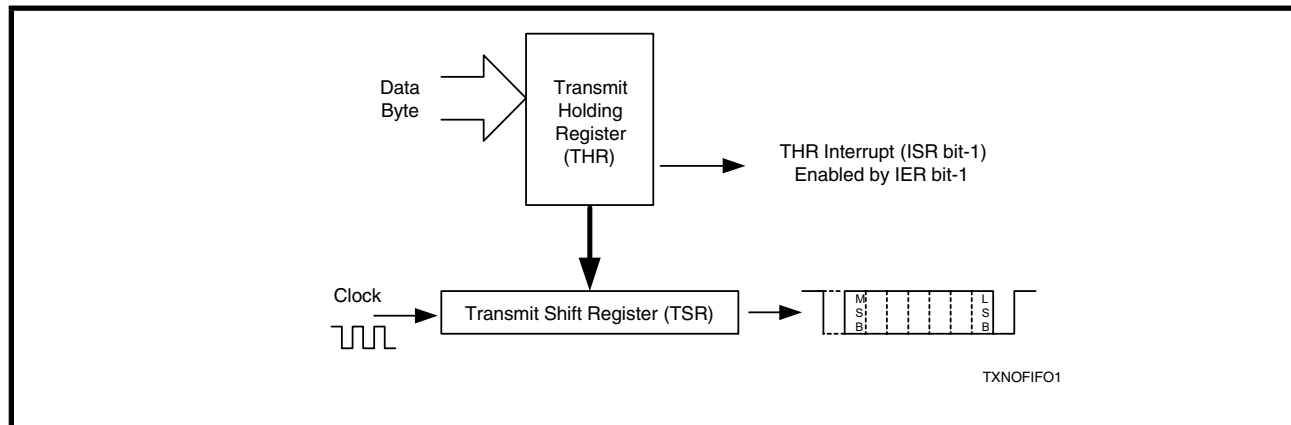 Data
Byte
Transmit
Holding
Register
(THR)
THR Interrupt (ISR bit-1)
Enabled by IER bit-1
Clock
Transmit Shift Register (TSR)
M
S
B
L
S
B
TXNOFIFO1